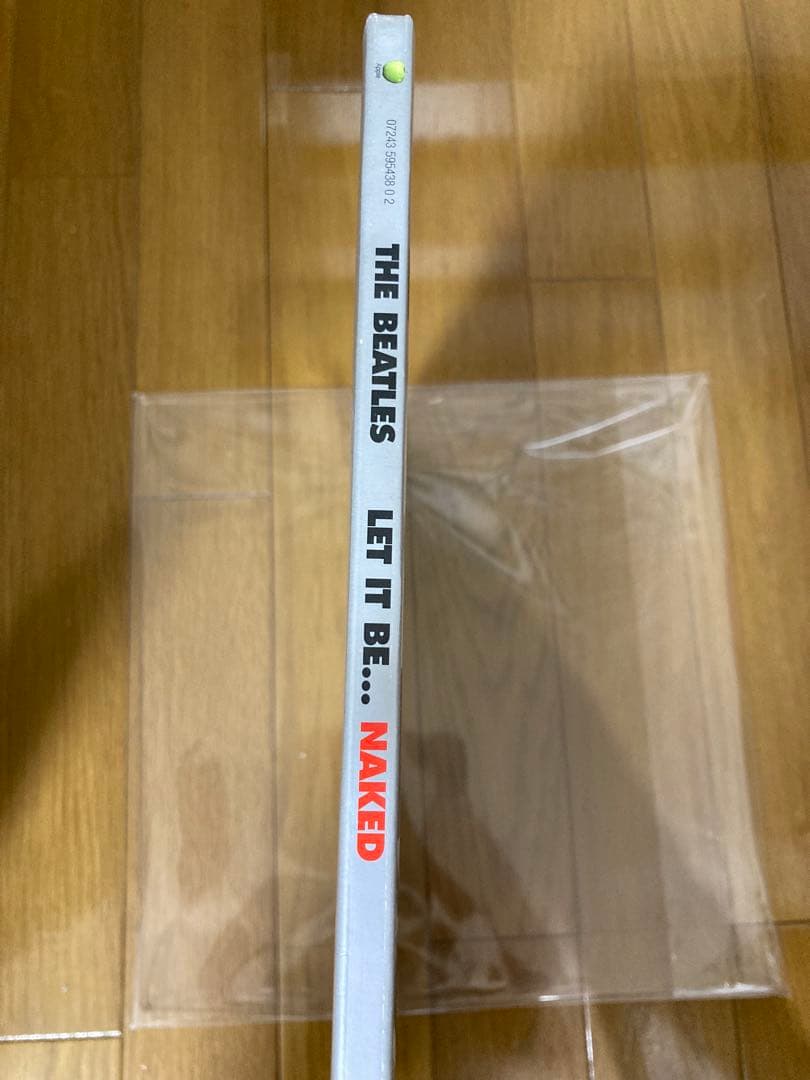 Apple
07243 595438 0 2
THE BEATLES LET IT BE... NAKED